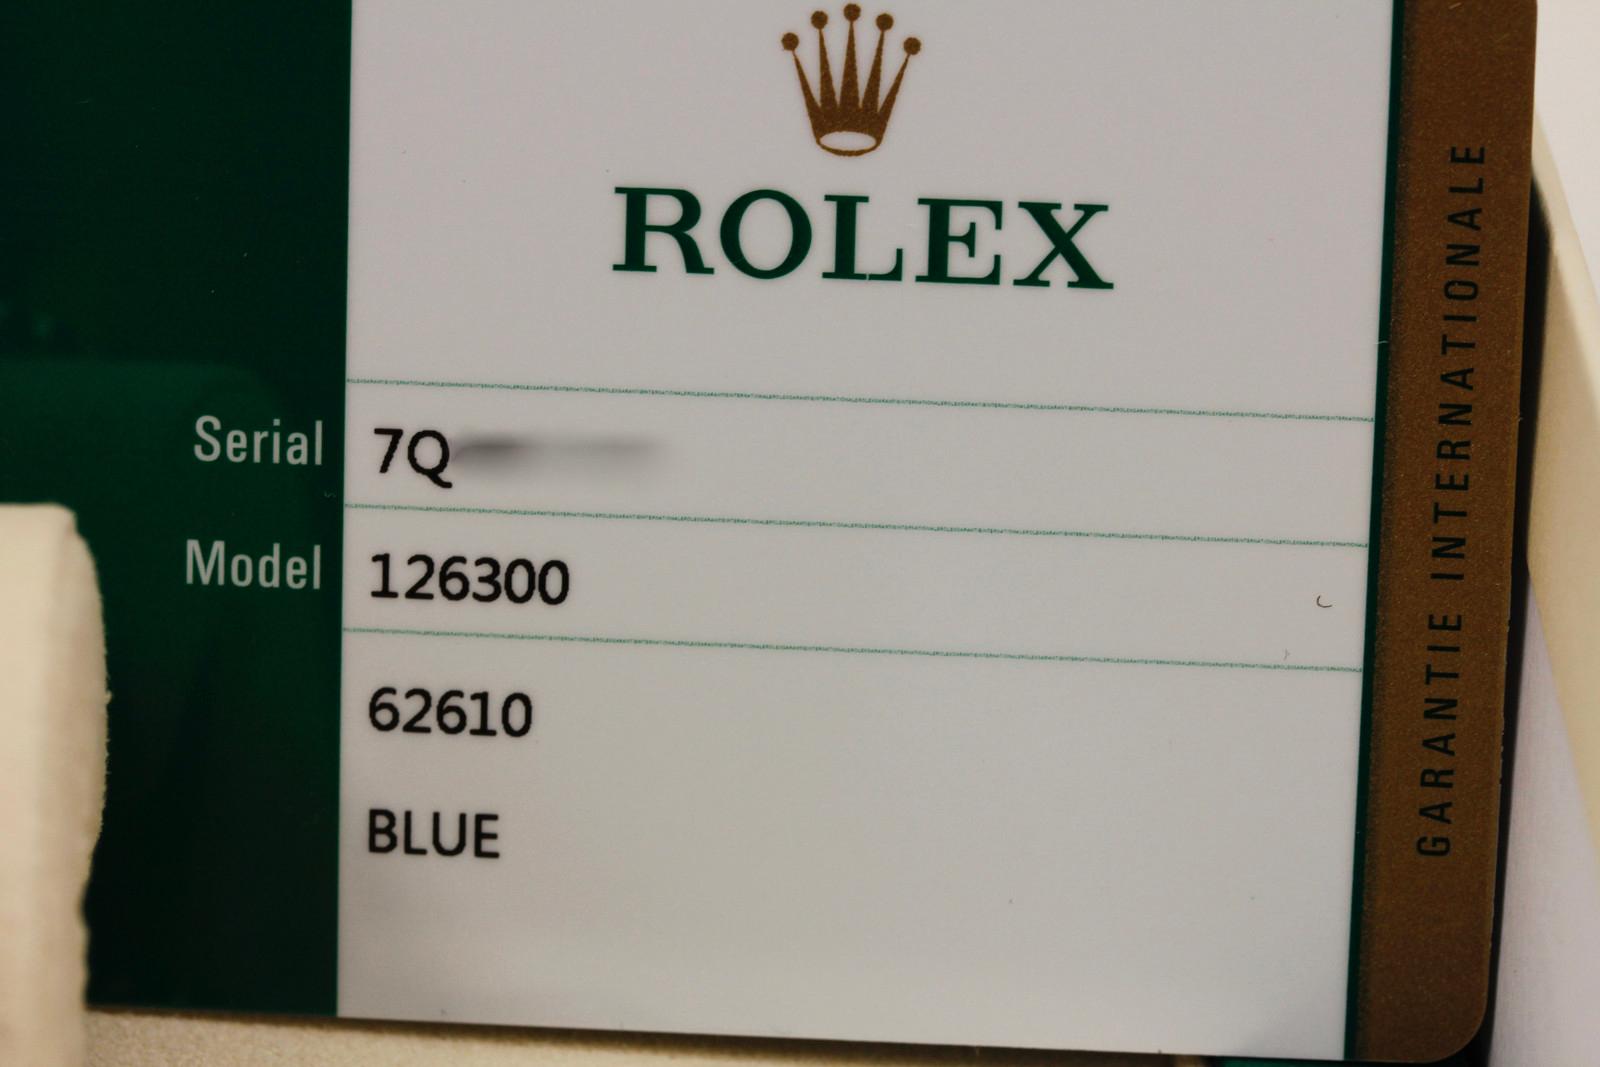 ROLEX
Serial 7Q
Model 126300
62610
BLUE
GARANTIE INTERNATIONALE